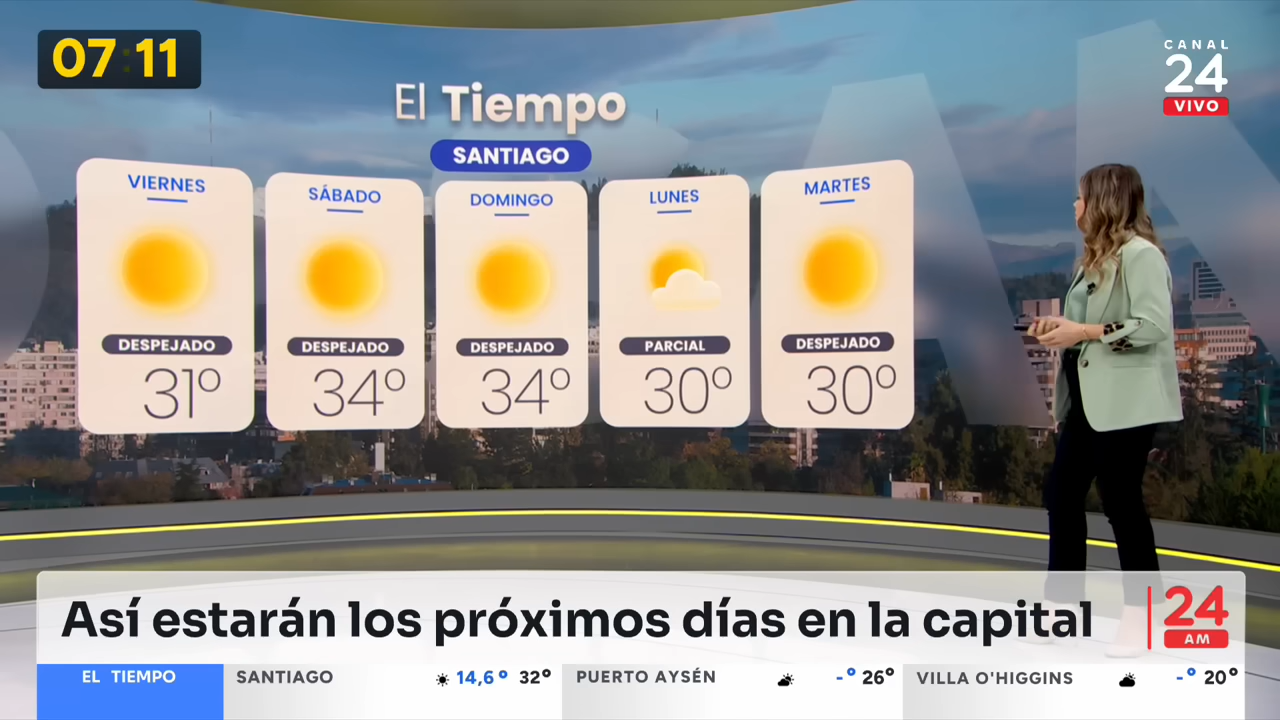 07:11
CANAL
24
VIVO
El Tiempo
SANTIAGO
VIERNES
DESPEJADO
31°
SÁBADO
DESPEJADO
34°
DOMINGO
DESPEJADO
34°
LUNES
PARCIAL
30°
MARTES
DESPEJADO
30°
Así estarán los próximos días en la capital
24
AM
EL TIEMPO
SANTIAGO 14,6° 32°
PUERTO AYSÉN -° 26°
VILLA O'HIGGINS -° 20°